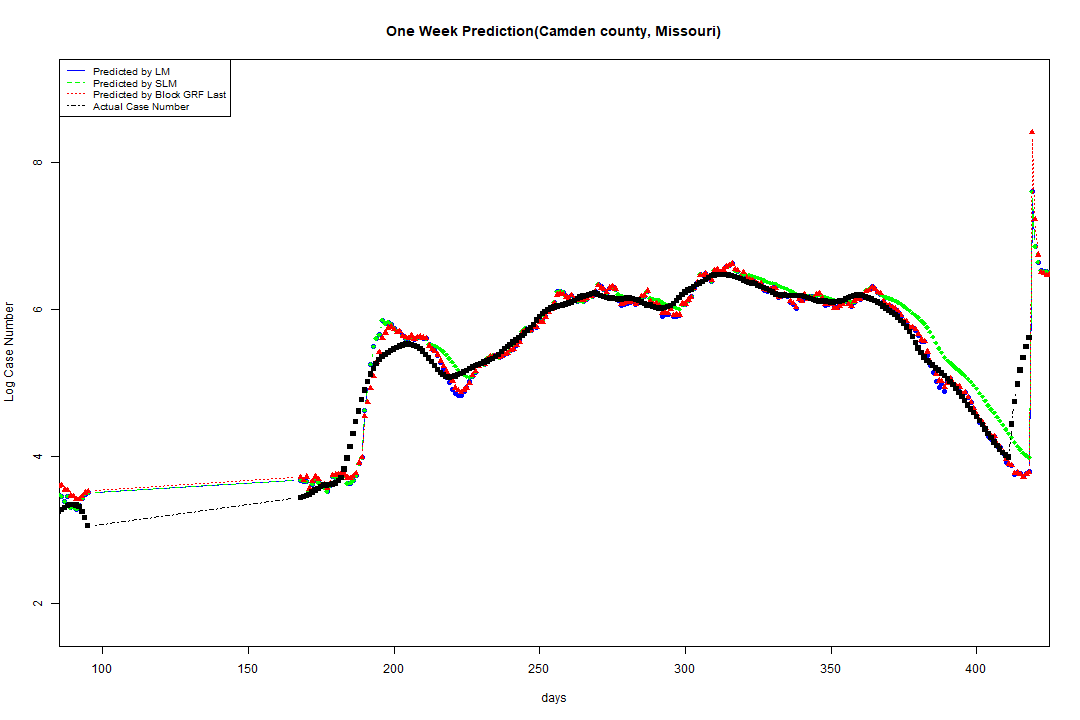 One Week Prediction(Camden county, Missouri)
Predicted by LM
Predicted by SLM
Predicted by Block GRF Last
Actual Case Number
8
6
4
2
Log Case Number
100 150 200 250 300 350 400
days